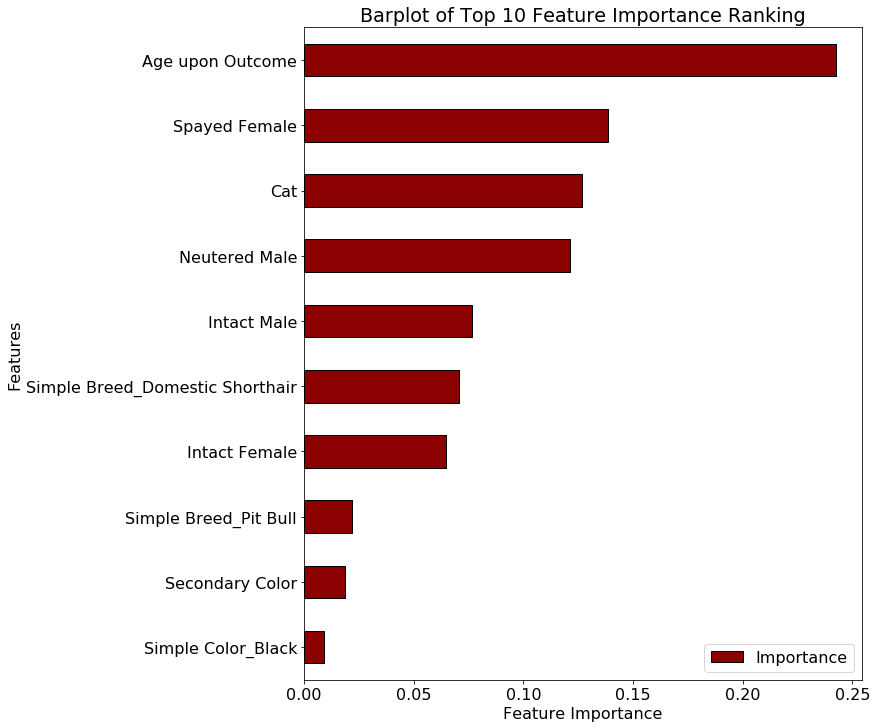 Barplot of Top 10 Feature Importance Ranking
Features
Age upon Outcome
Spayed Female
Cat
Neutered Male
Intact Male
Simple Breed_Domestic Shorthair
Intact Female
Simple Breed_Pit Bull
Secondary Color
Simple Color_Black
Importance
0.00 0.05 0.10 0.15 0.20 0.25
Feature Importance